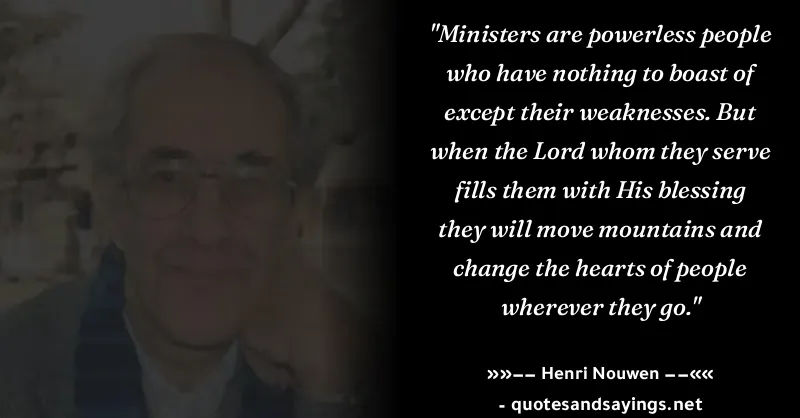 "Ministers are powerless people
who have nothing to boast of
except their weaknesses. But
when the Lord whom they serve
fills them with His blessing
they will move mountains and
change the hearts of people
wherever they go."
»»−− Henri Nouwen −−««
- quotesandsayings.net